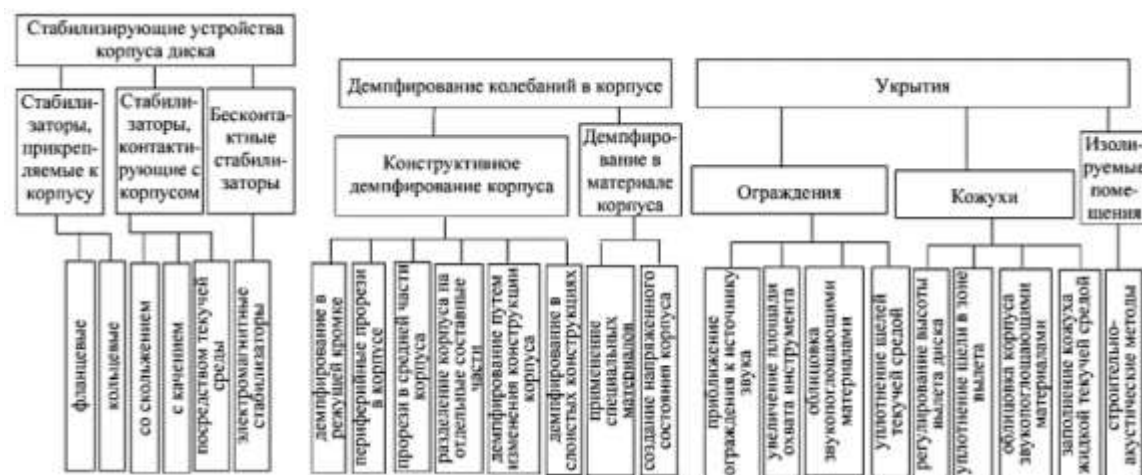 Стабилизирующие устройства
корпуса диска
Стабили-
заторы,
прикреп-
ляемые к
корпусу
Стабили-
заторы,
контакти-
рующие с
корпусом
Бесконта-
ктные
стабили-
заторы
фланцевые
кольцевые
со скольжением
с качением
посредством текучей
среды
электромагнитные
стабилизаторы
Демпфирование колебаний в корпусе
Конструктивное
демпфирование корпуса
Демпфиро-
вание в
материале
корпуса
демпфирование в
режущей кромке
периферийные прорези
в корпусе
прорези в средней части
корпуса
разделение корпуса на
отдельные составные
части
демпфирование путем
изменения конструкции
корпуса
демпфирование в
слоистых конструкциях
применение
специальных
материалов
создание напряженного
состояния корпуса
Укрытия
Ограждения
Кожухи
Изоли-
руемые
поме-
щения
приближение
ограждения к источнику
звука
увеличение площади
охвата инструмента
облицовка
звукопоглощающими
материалами
уплотнение щелей
текучей средой
регулирование высоты
вылета диска
уплотнение щели в зоне
вылета
облицовка корпуса
звукопоглощающими
материалами
заполнение кожуха
жидкой текучей средой
строительно-
акустические методы